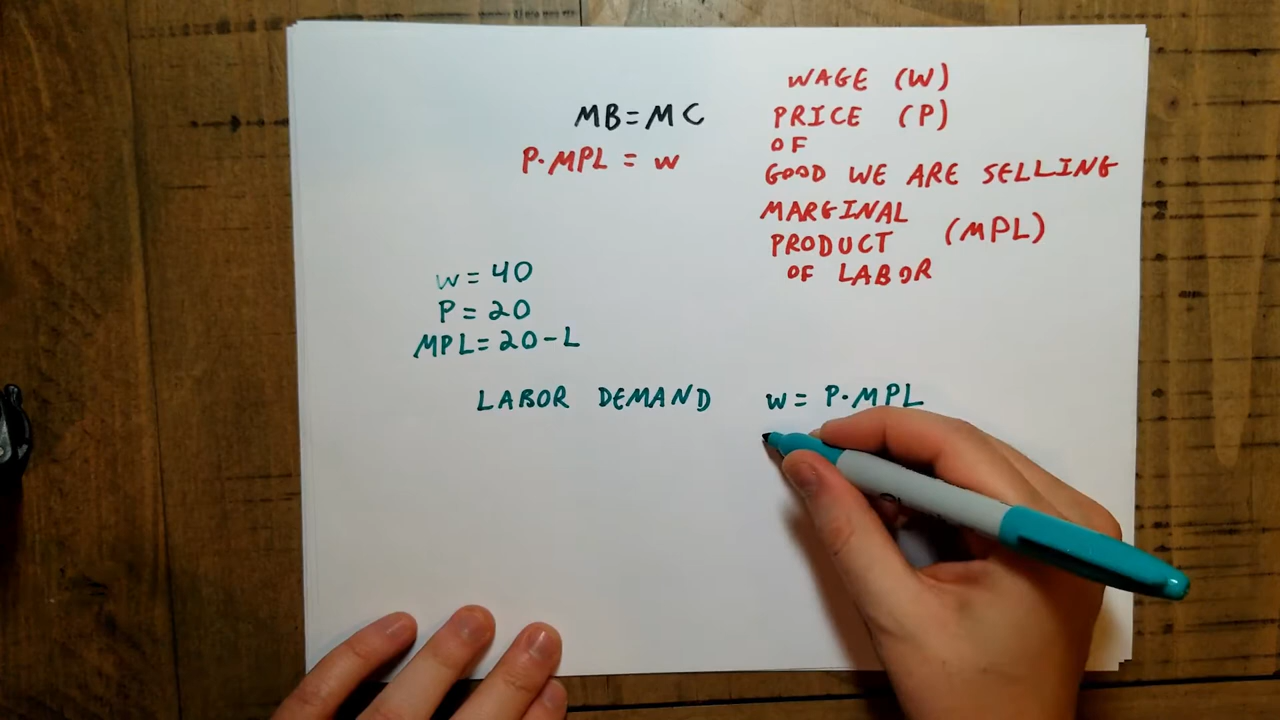 MB=MC
P·MPL = w
WAGE (W)
PRICE (P)
OF
GOOD WE ARE SELLING
MARGINAL
PRODUCT (MPL)
OF LABOR
w = 40
P = 20
MPL = 20-L
LABOR DEMAND w = P·MPL